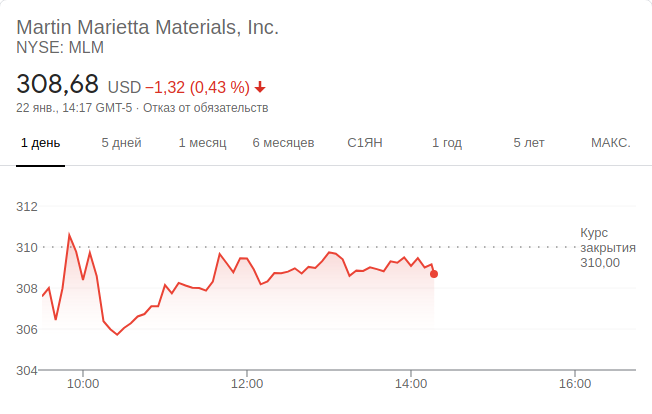 Martin Marietta Materials, Inc.
NYSE: MLM
308,68 USD −1,32 (0,43 %)
22 янв., 14:17 GMT-5 · Отказ от обязательств
1 день 5 дней 1 месяц 6 месяцев С1ЯН 1 год 5 лет МАКС.
312
310
308
306
304
Курс
закрытия
310,00
10:00 12:00 14:00 16:00